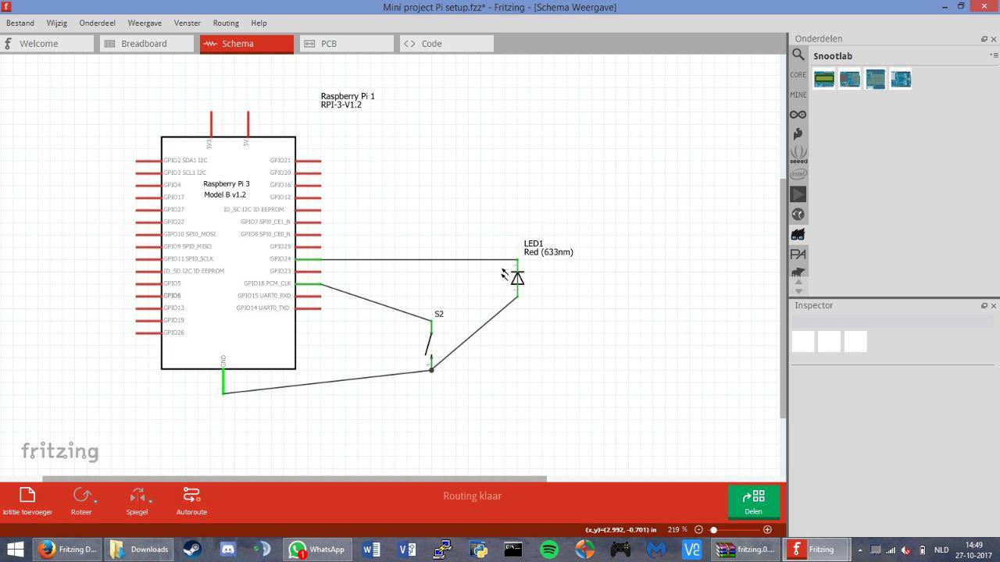 Mini project Pi setup.fzz* - Fritzing - [Schema Weergave]
Bestand Wijzig Onderdeel Weergave Venster Routing Help
Welcome Breadboard Schema PCB Code
Onderdelen
Snootlab
CORE
MINE
seeed
intel
PA
Raspberry Pi 1
RPI-3-V1.2
3V3 5V
GPIO2 SDA1 I2C GPIO21
GPIO3 SCL1 I2C GPIO20
GPIO4 Raspberry Pi 3 GPIO16
Model B v1.2
GPIO17 GPIO12
GPIO27 ID_SC I2C ID EEPROM
GPIO22 GPIO7 SPI0_CE1_N
GPIO10 SPI0_MOSI GPIO8 SPI0_CE0_N
GPIO9 SPI0_MISO GPIO25
GPIO11 SPI0_SCLK GPIO24
ID_SD I2C ID EEPROM GPIO23
GPIO5 GPIO18 PCM_CLK
GPIO6 GPIO15 UART0_RXD
GPIO13 GPIO14 UART0_TXD
GPIO19
GPIO26
GND
LED1
Red (633nm)
S2
fritzing
Inspector
Routing klaar
lotitie toevoeger Roteer Spiegel Autoroute Delen
(x,y)=(2.992, -0.701) in 219 %
Firefox D... Downloads WhatsApp 1 fritzing.0.... Fritzing NLD 14:49
27-10-2017